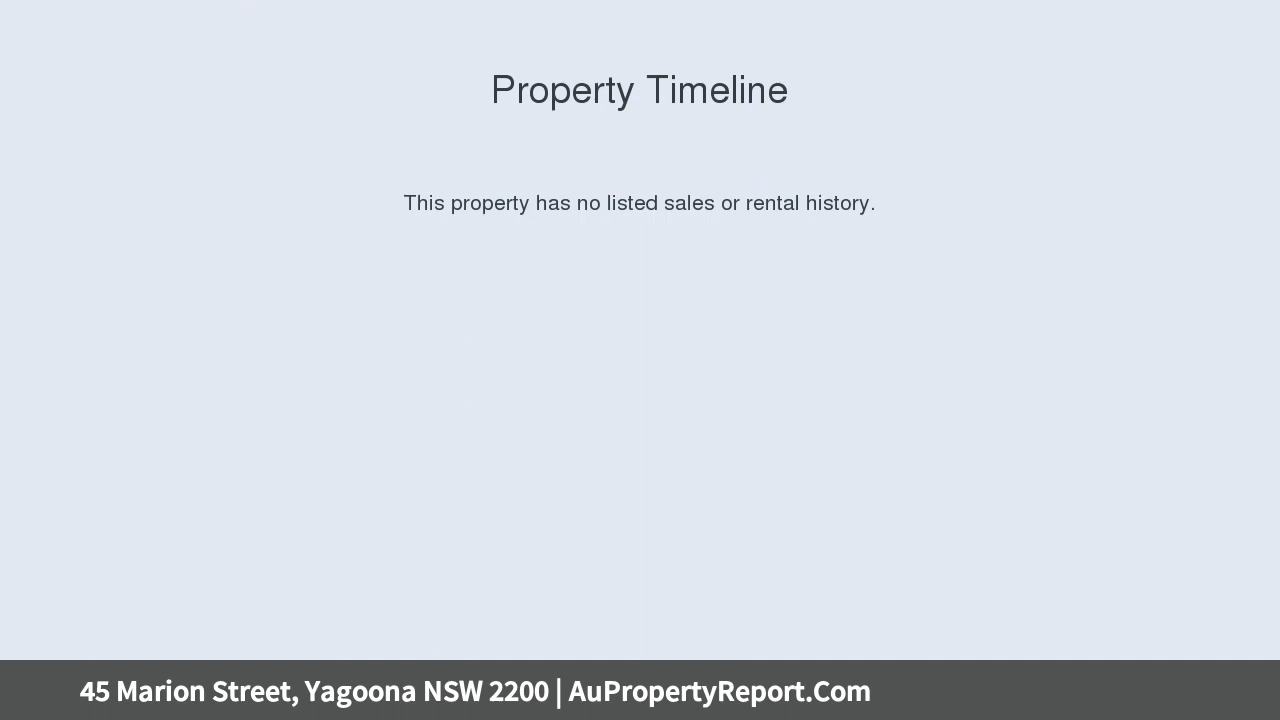 Property Timeline
This property has no listed sales or rental history.
45 Marion Street, Yagoona NSW 2200 | AuPropertyReport.Com